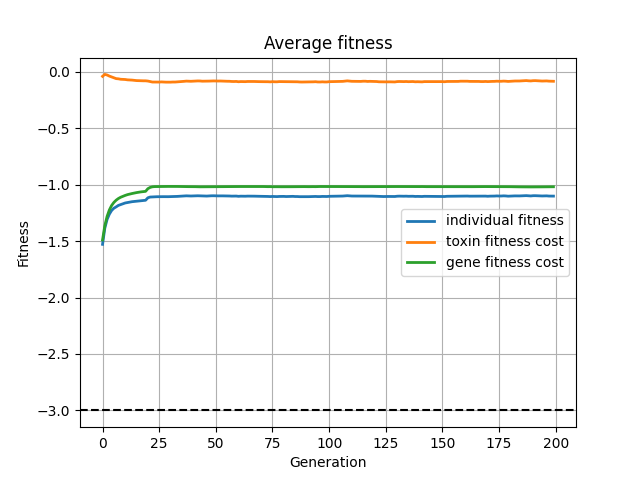 Average fitness
Fitness
0.0
−0.5
−1.0
−1.5
−2.0
−2.5
−3.0
individual fitness
toxin fitness cost
gene fitness cost
0 25 50 75 100 125 150 175 200
Generation